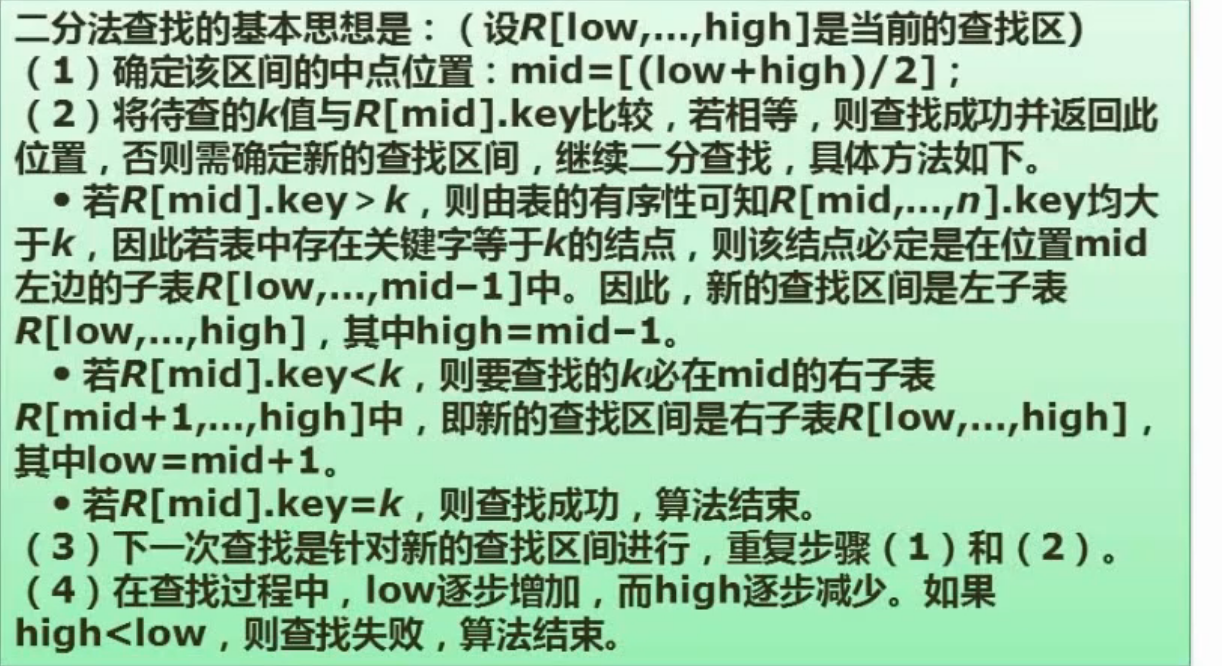 二分法查找的基本思想是：（设R[low,…,high]是当前的查找区)
（1）确定该区间的中点位置：mid=[(low+high)/2]；
（2）将待查的k值与R[mid].key比较，若相等，则查找成功并返回此
位置，否则需确定新的查找区间，继续二分查找，具体方法如下。
•若R[mid].key＞k，则由表的有序性可知R[mid,…,n].key均大
于k，因此若表中存在关键字等于k的结点，则该结点必定是在位置mid
左边的子表R[low,…,mid−1]中。因此，新的查找区间是左子表
R[low,…,high]，其中high=mid−1。
•若R[mid].key<k，则要查找的k必在mid的右子表
R[mid+1,…,high]中，即新的查找区间是右子表R[low,…,high]，
其中low=mid+1。
•若R[mid].key=k，则查找成功，算法结束。
（3）下一次查找是针对新的查找区间进行，重复步骤（1）和（2）。
（4）在查找过程中，low逐步增加，而high逐步减少。如果
high<low，则查找失败，算法结束。